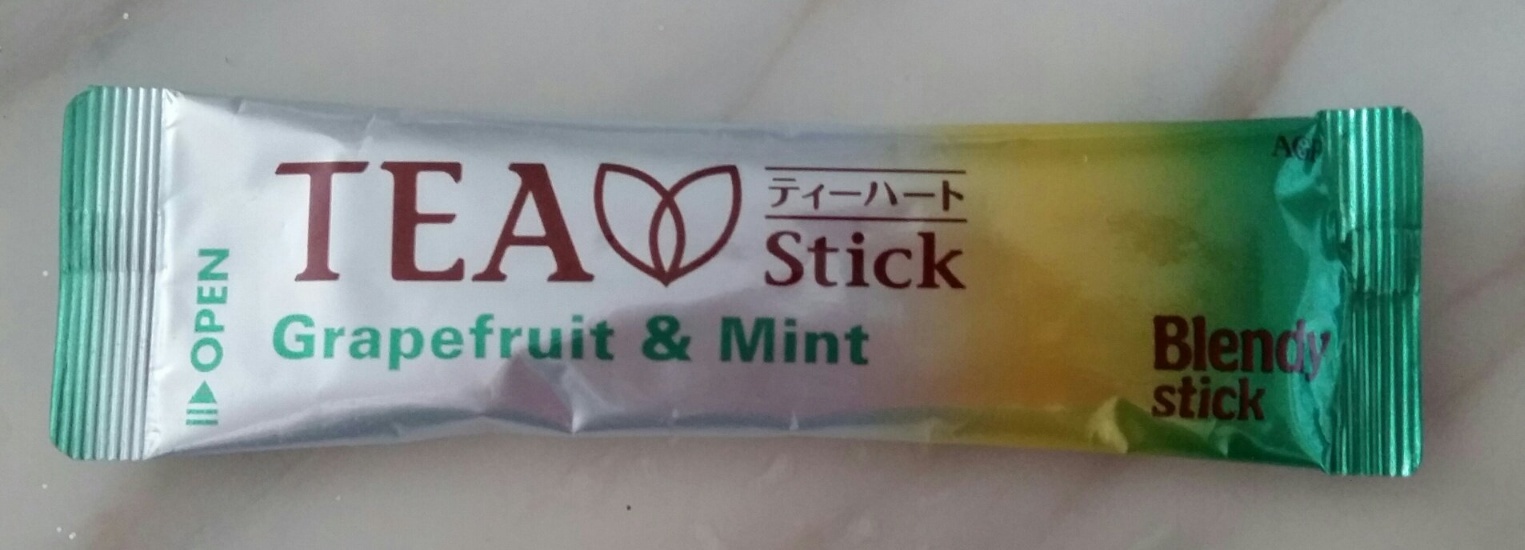 OPEN
TEA
ティーハート
Stick
Grapefruit & Mint
AGF
Blendy
stick